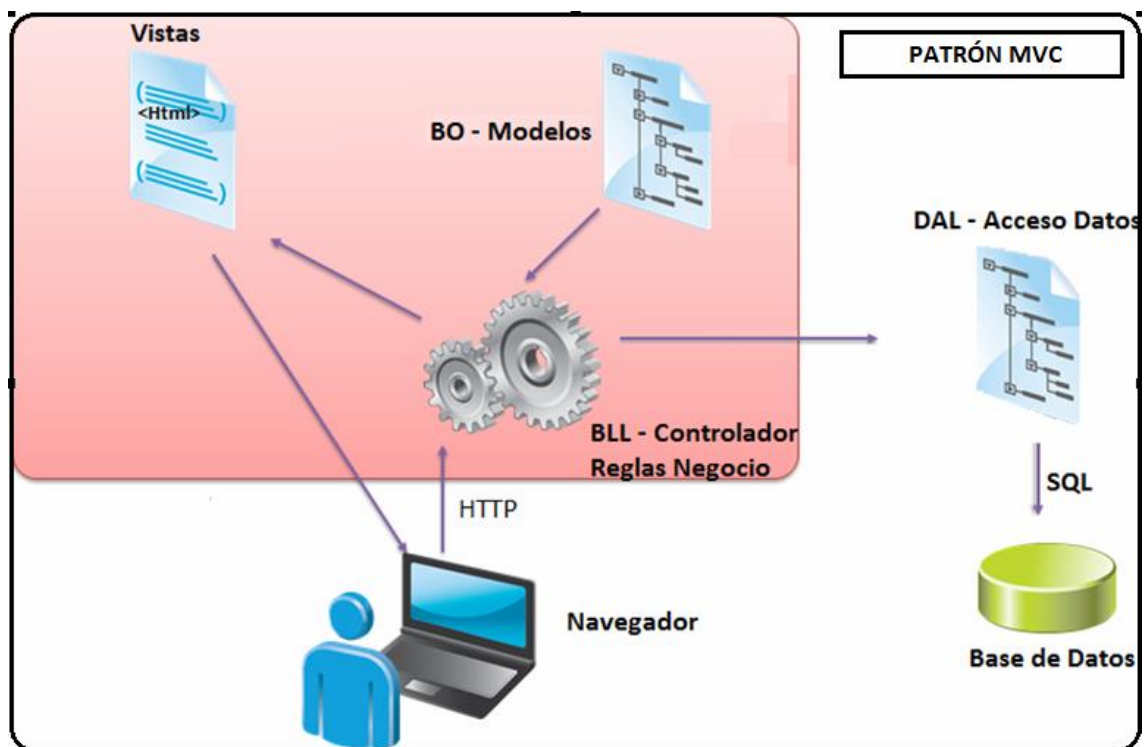 Vistas
PATRÓN MVC
<Html>
BO - Modelos
DAL - Acceso Datos
BLL - Controlador
Reglas Negocio
HTTP
SQL
Navegador
Base de Datos